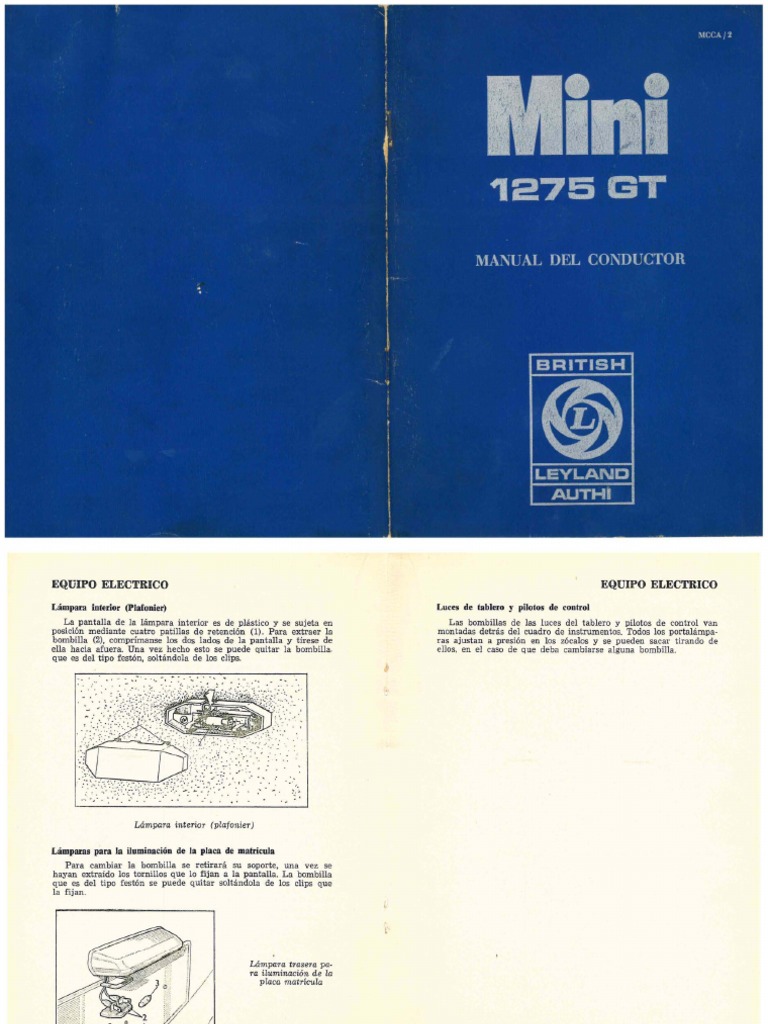 MCCA/2
Mini
1275 GT
MANUAL DEL CONDUCTOR
BRITISH
L
LEYLAND
AUTHI
EQUIPO ELECTRICO
Lámpara interior (Plafonier)
La pantalla de la lámpara interior es de plástico y se sujeta en
posición mediante cuatro patillas de retención (1). Para extraer la
bombilla (2), comprímanse los dos lados de la pantalla y tírese de
ella hacia afuera. Una vez hecho esto se puede quitar la bombilla
que es del tipo festón, soltándola de los clips.
Lámpara interior (plafonier)
Lámparas para la iluminación de la placa de matrícula
Para cambiar la bombilla se retirará su soporte, una vez se
hayan extraído los tornillos que lo fijan a la pantalla. La bombilla
que es del tipo festón se puede quitar soltándola de los clips que
la fijan.
3
2
Lámpara trasera pa-
ra iluminación de la
placa matrícula
EQUIPO ELECTRICO
Luces de tablero y pilotos de control
Las bombillas de las luces del tablero y pilotos de control van
montadas detrás del cuadro de instrumentos. Todos los portalámpa-
ras ajustan a presión en los zócalos y se pueden sacar tirando de
ellos, en el caso de que deba cambiarse alguna bombilla.